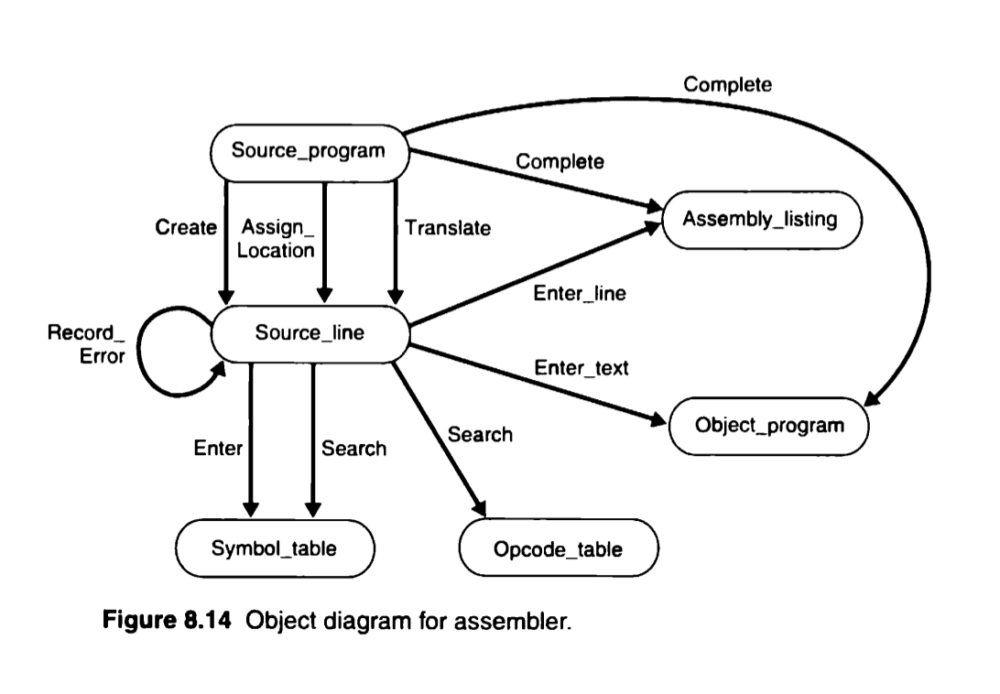 Complete
Source_program
Complete
Assembly_listing
Create
Assign_
Location
Translate
Enter_line
Record_
Error
Source_line
Enter_text
Object_program
Enter
Search
Search
Symbol_table
Opcode_table
Figure 8.14 Object diagram for assembler.